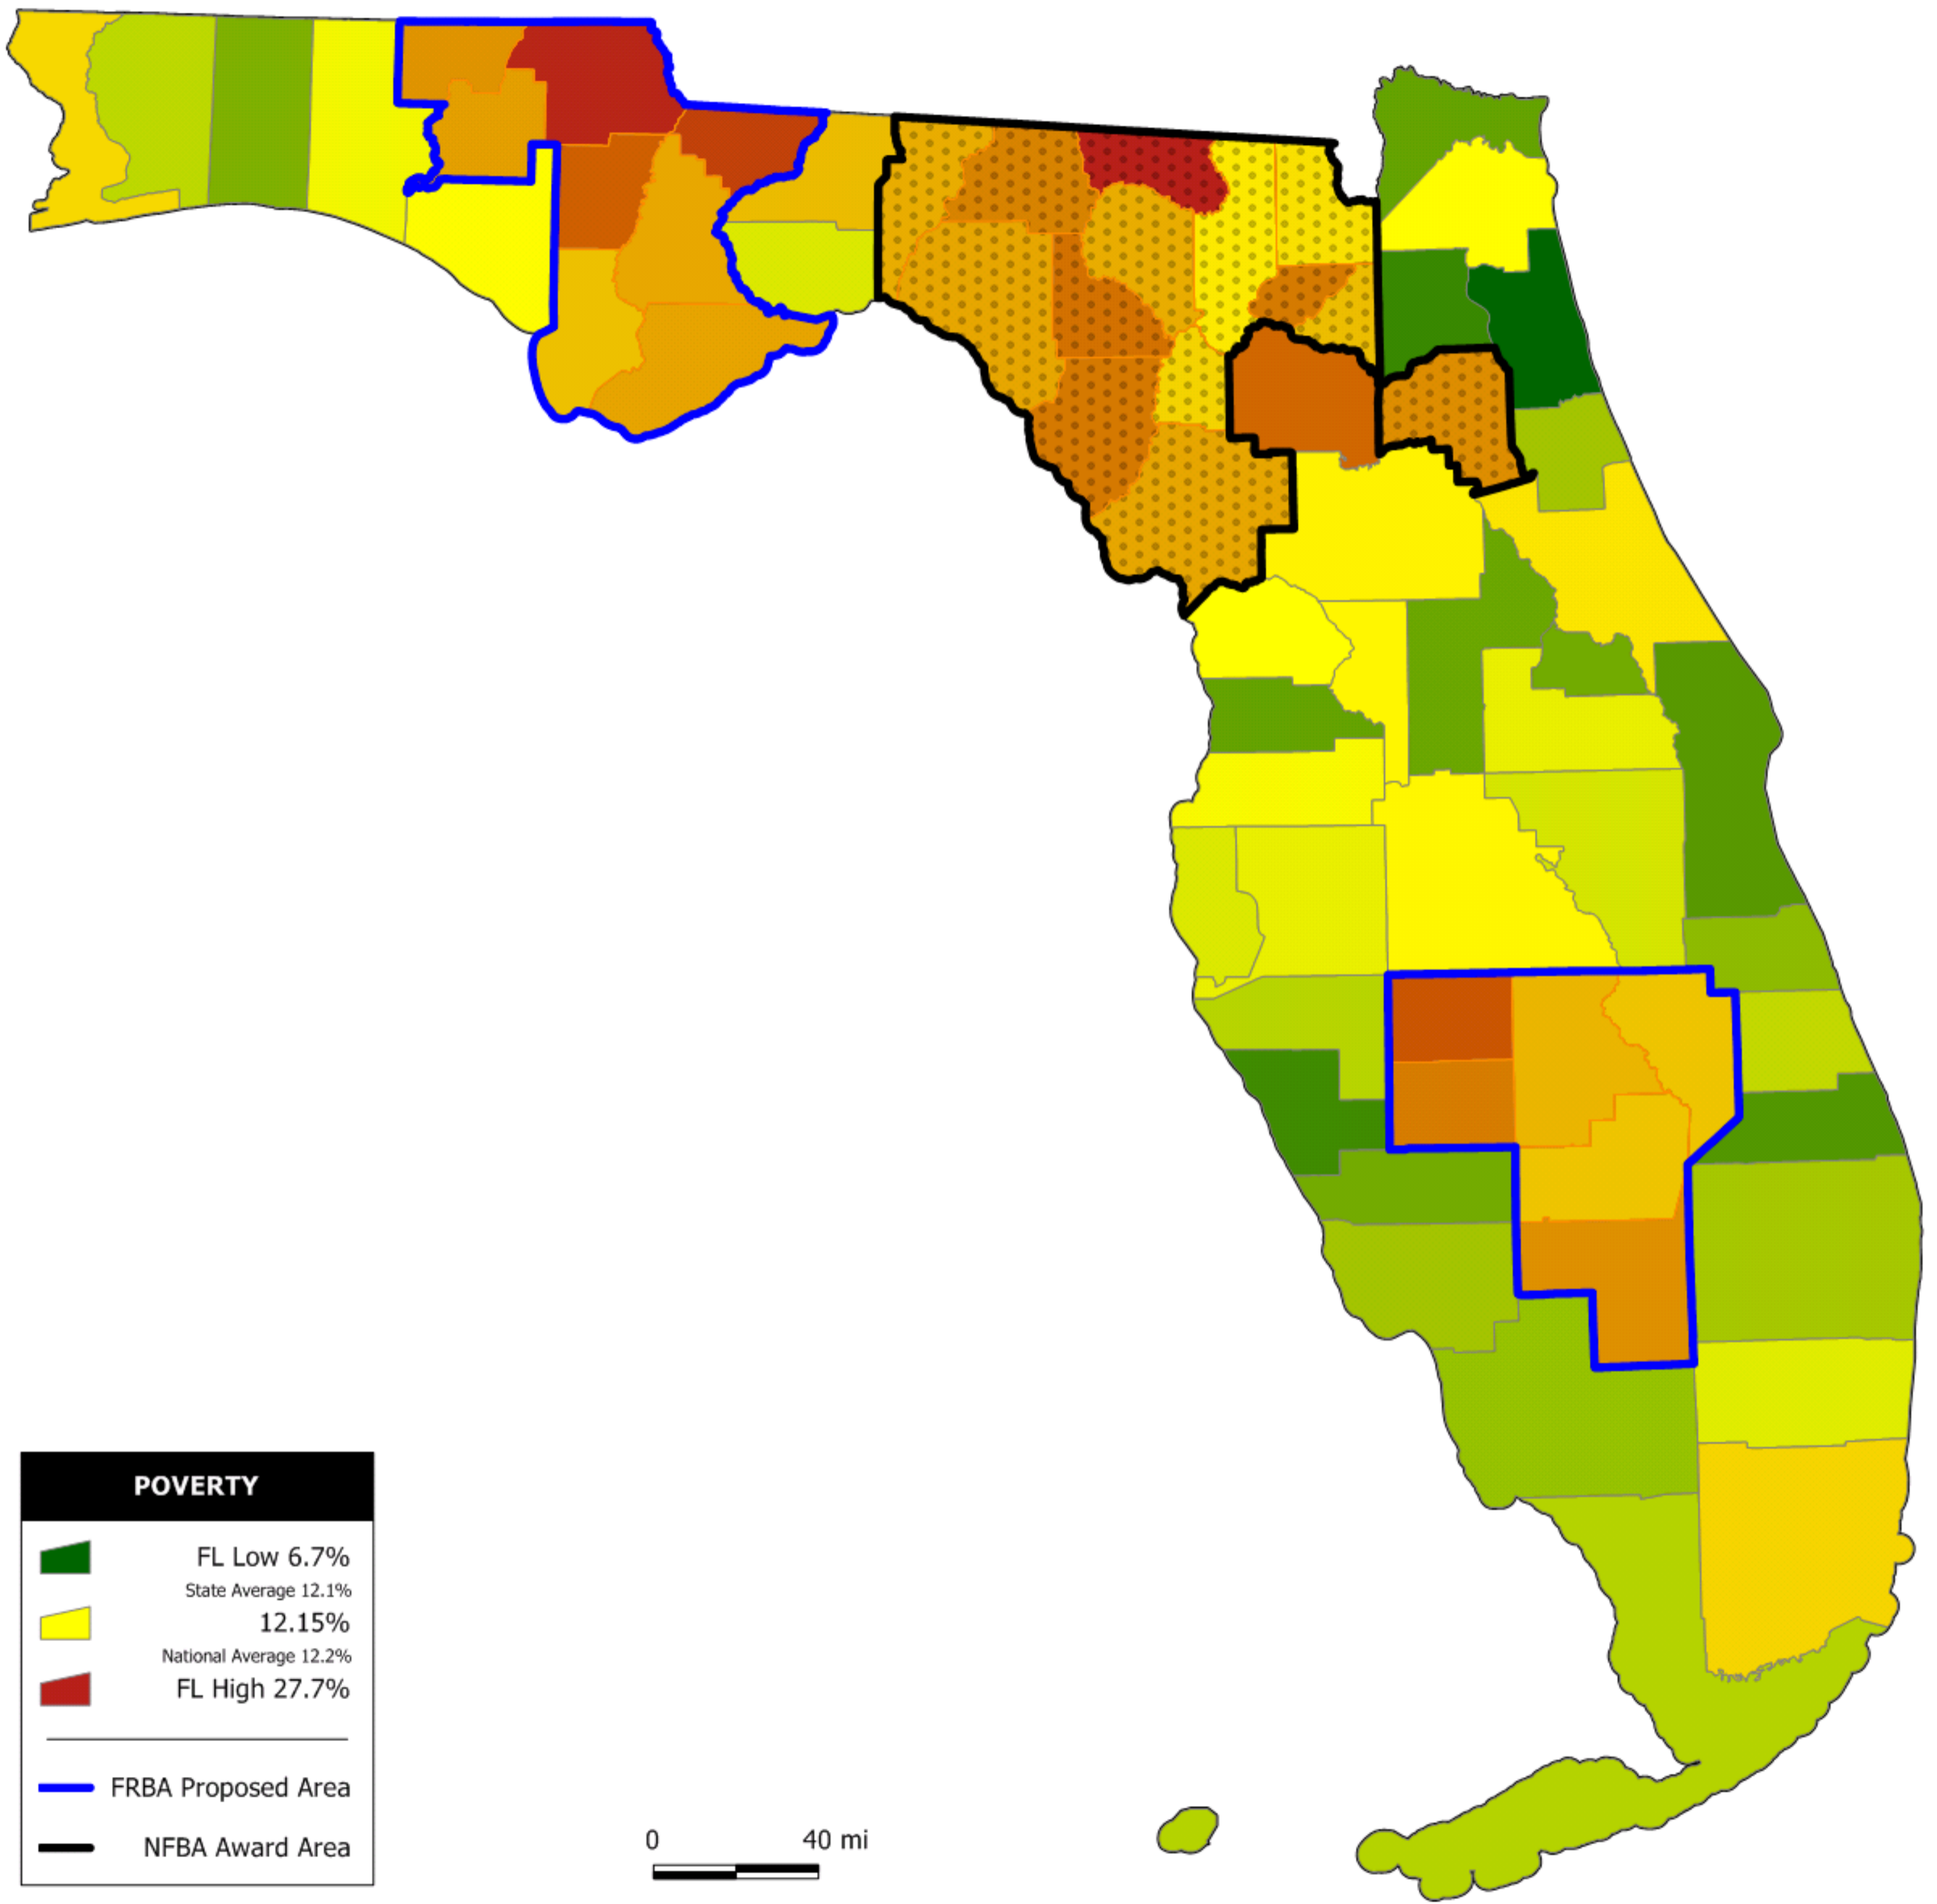 POVERTY
FL Low 6.7%
State Average 12.1%
12.15%
National Average 12.2%
FL High 27.7%
FRBA Proposed Area
NFBA Award Area
0 40 mi